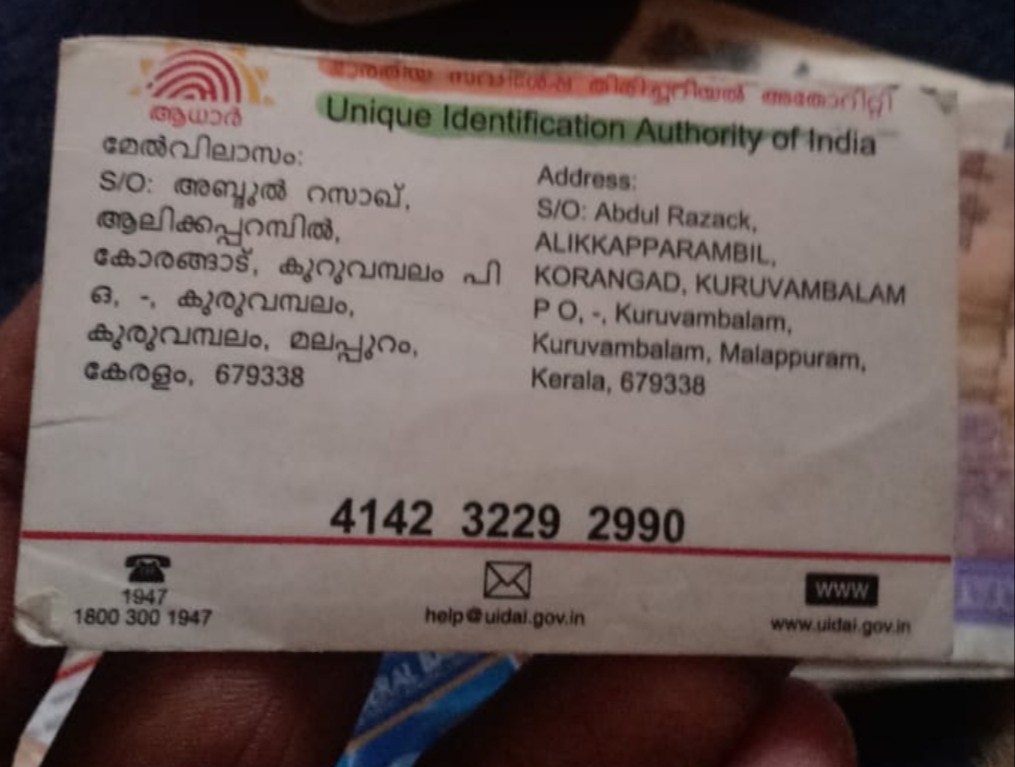 ആധാർ
ഭാരതീയ സവിശേഷ തിരിച്ചറിയൽ അതോറിറ്റി
Unique Identification Authority of India
മേൽവിലാസം:
S/O: അബ്ദുൽ റസാഖ്,
ആലിക്കപ്പറമ്പിൽ,
കോരങ്ങാട്, കുറുവമ്പലം പി
ഒ, -, കുരുവമ്പലം,
കുരുവമ്പലം, മലപ്പുറം,
കേരളം, 679338
Address:
S/O: Abdul Razack,
ALIKKAPPARAMBIL,
KORANGAD, KURUVAMBALAM
P O, -, Kuruvambalam,
Kuruvambalam, Malappuram,
Kerala, 679338
4142 3229 2990
1947
1800 300 1947
help@uidai.gov.in
WWW
www.uidai.gov.in